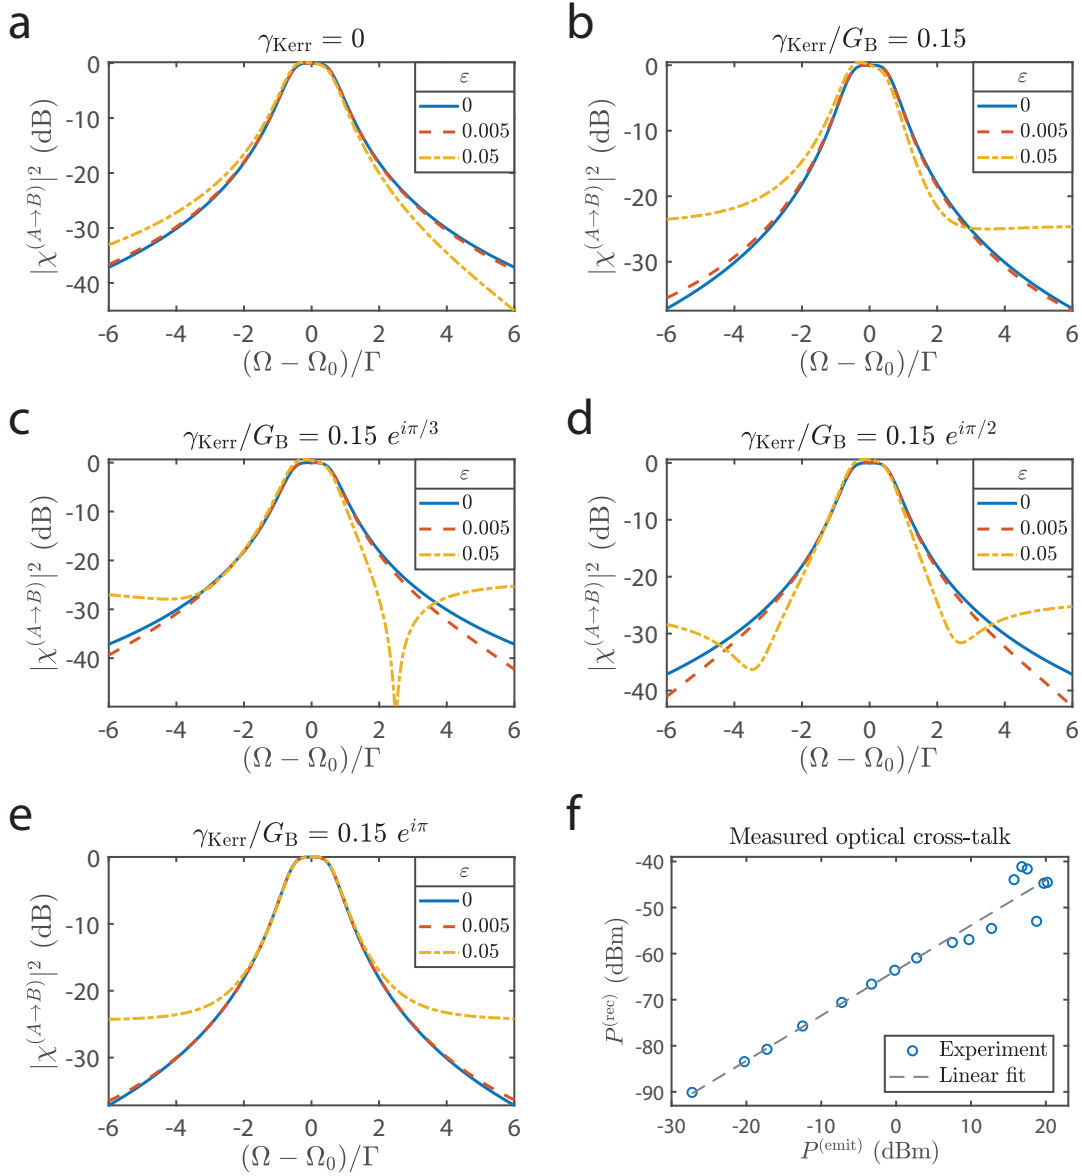 a
γKerr = 0
|χ(A→B)|² (dB)
0
-10
-20
-30
-40
-6 -4 -2 0 2 4 6
(Ω − Ω₀)/Γ
ε
0
0.005
0.05
b
γKerr/GB = 0.15
|χ(A→B)|² (dB)
0
-10
-20
-30
-6 -4 -2 0 2 4 6
(Ω − Ω₀)/Γ
ε
0
0.005
0.05
c
γKerr/GB = 0.15 e^{iπ/3}
|χ(A→B)|² (dB)
0
-10
-20
-30
-40
-6 -4 -2 0 2 4 6
(Ω − Ω₀)/Γ
ε
0
0.005
0.05
d
γKerr/GB = 0.15 e^{iπ/2}
|χ(A→B)|² (dB)
0
-10
-20
-30
-40
-6 -4 -2 0 2 4 6
(Ω − Ω₀)/Γ
ε
0
0.005
0.05
e
γKerr/GB = 0.15 e^{iπ}
|χ(A→B)|² (dB)
0
-10
-20
-30
-6 -4 -2 0 2 4 6
(Ω − Ω₀)/Γ
ε
0
0.005
0.05
f
Measured optical cross-talk
P(rec) (dBm)
-40
-50
-60
-70
-80
-90
-30 -20 -10 0 10 20
P(emit) (dBm)
Experiment
Linear fit